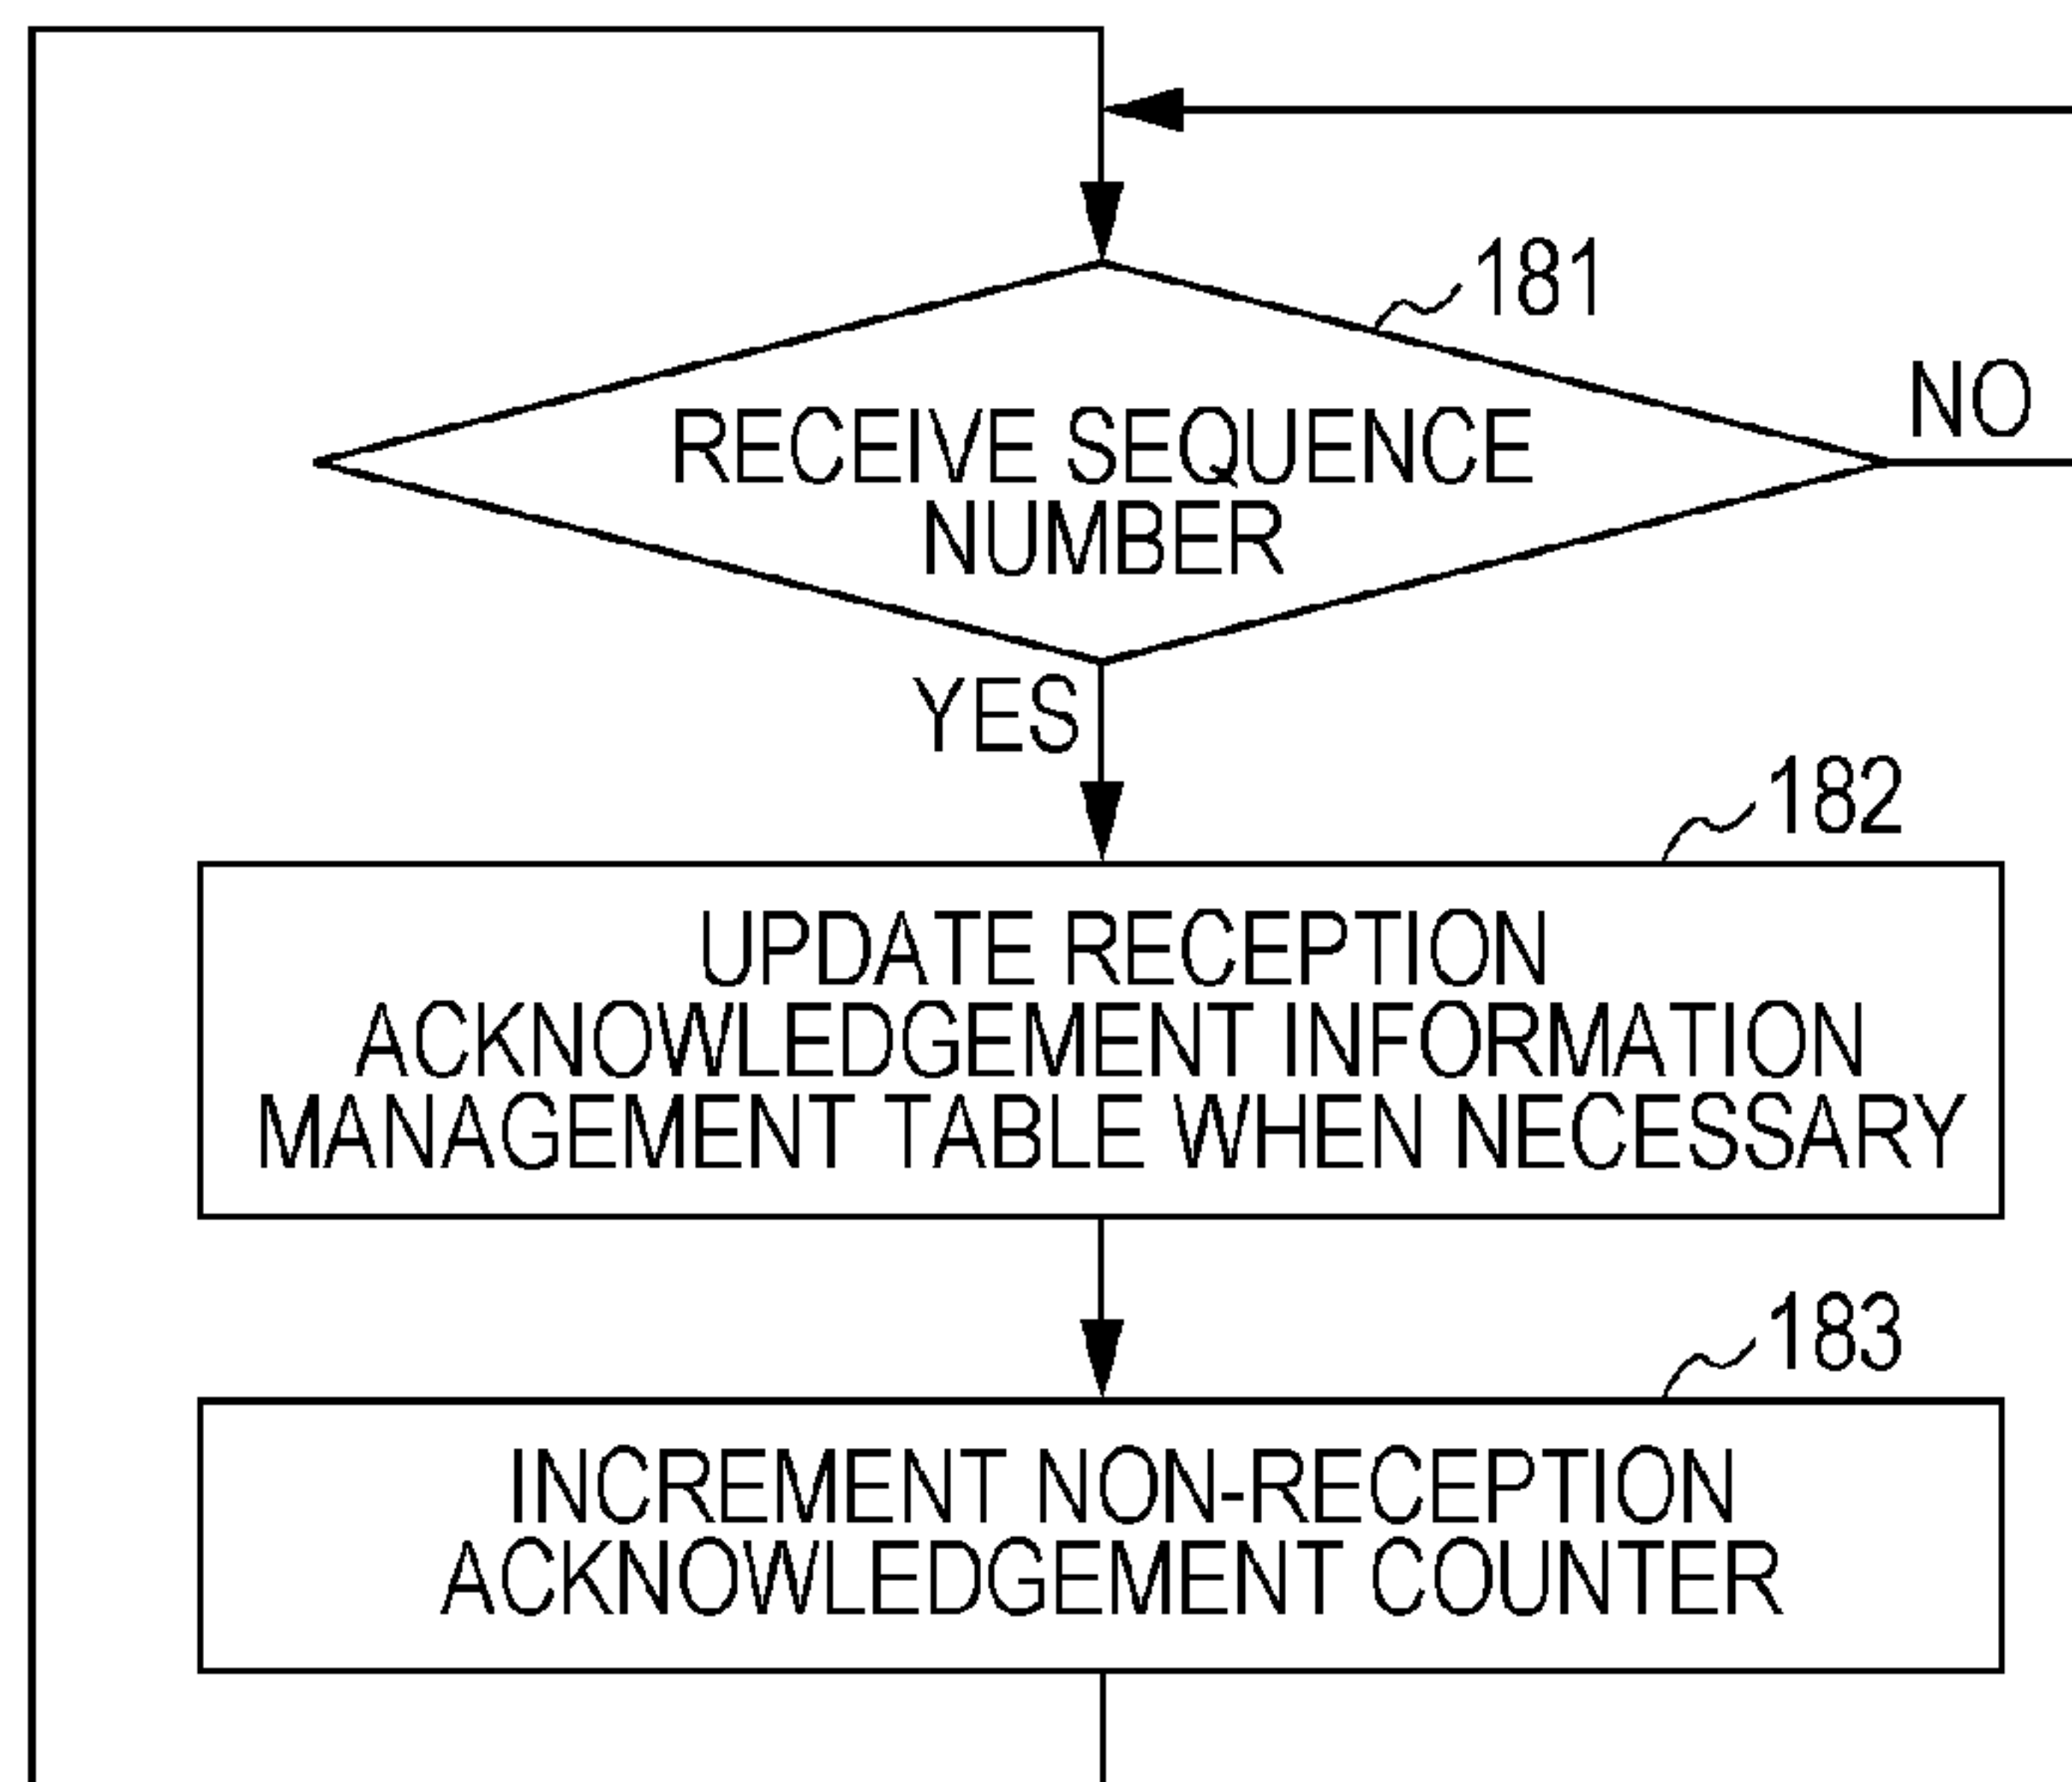 181
RECEIVE SEQUENCE
NUMBER
NO
YES
182
UPDATE RECEPTION
ACKNOWLEDGEMENT INFORMATION
MANAGEMENT TABLE WHEN NECESSARY
183
INCREMENT NON-RECEPTION
ACKNOWLEDGEMENT COUNTER